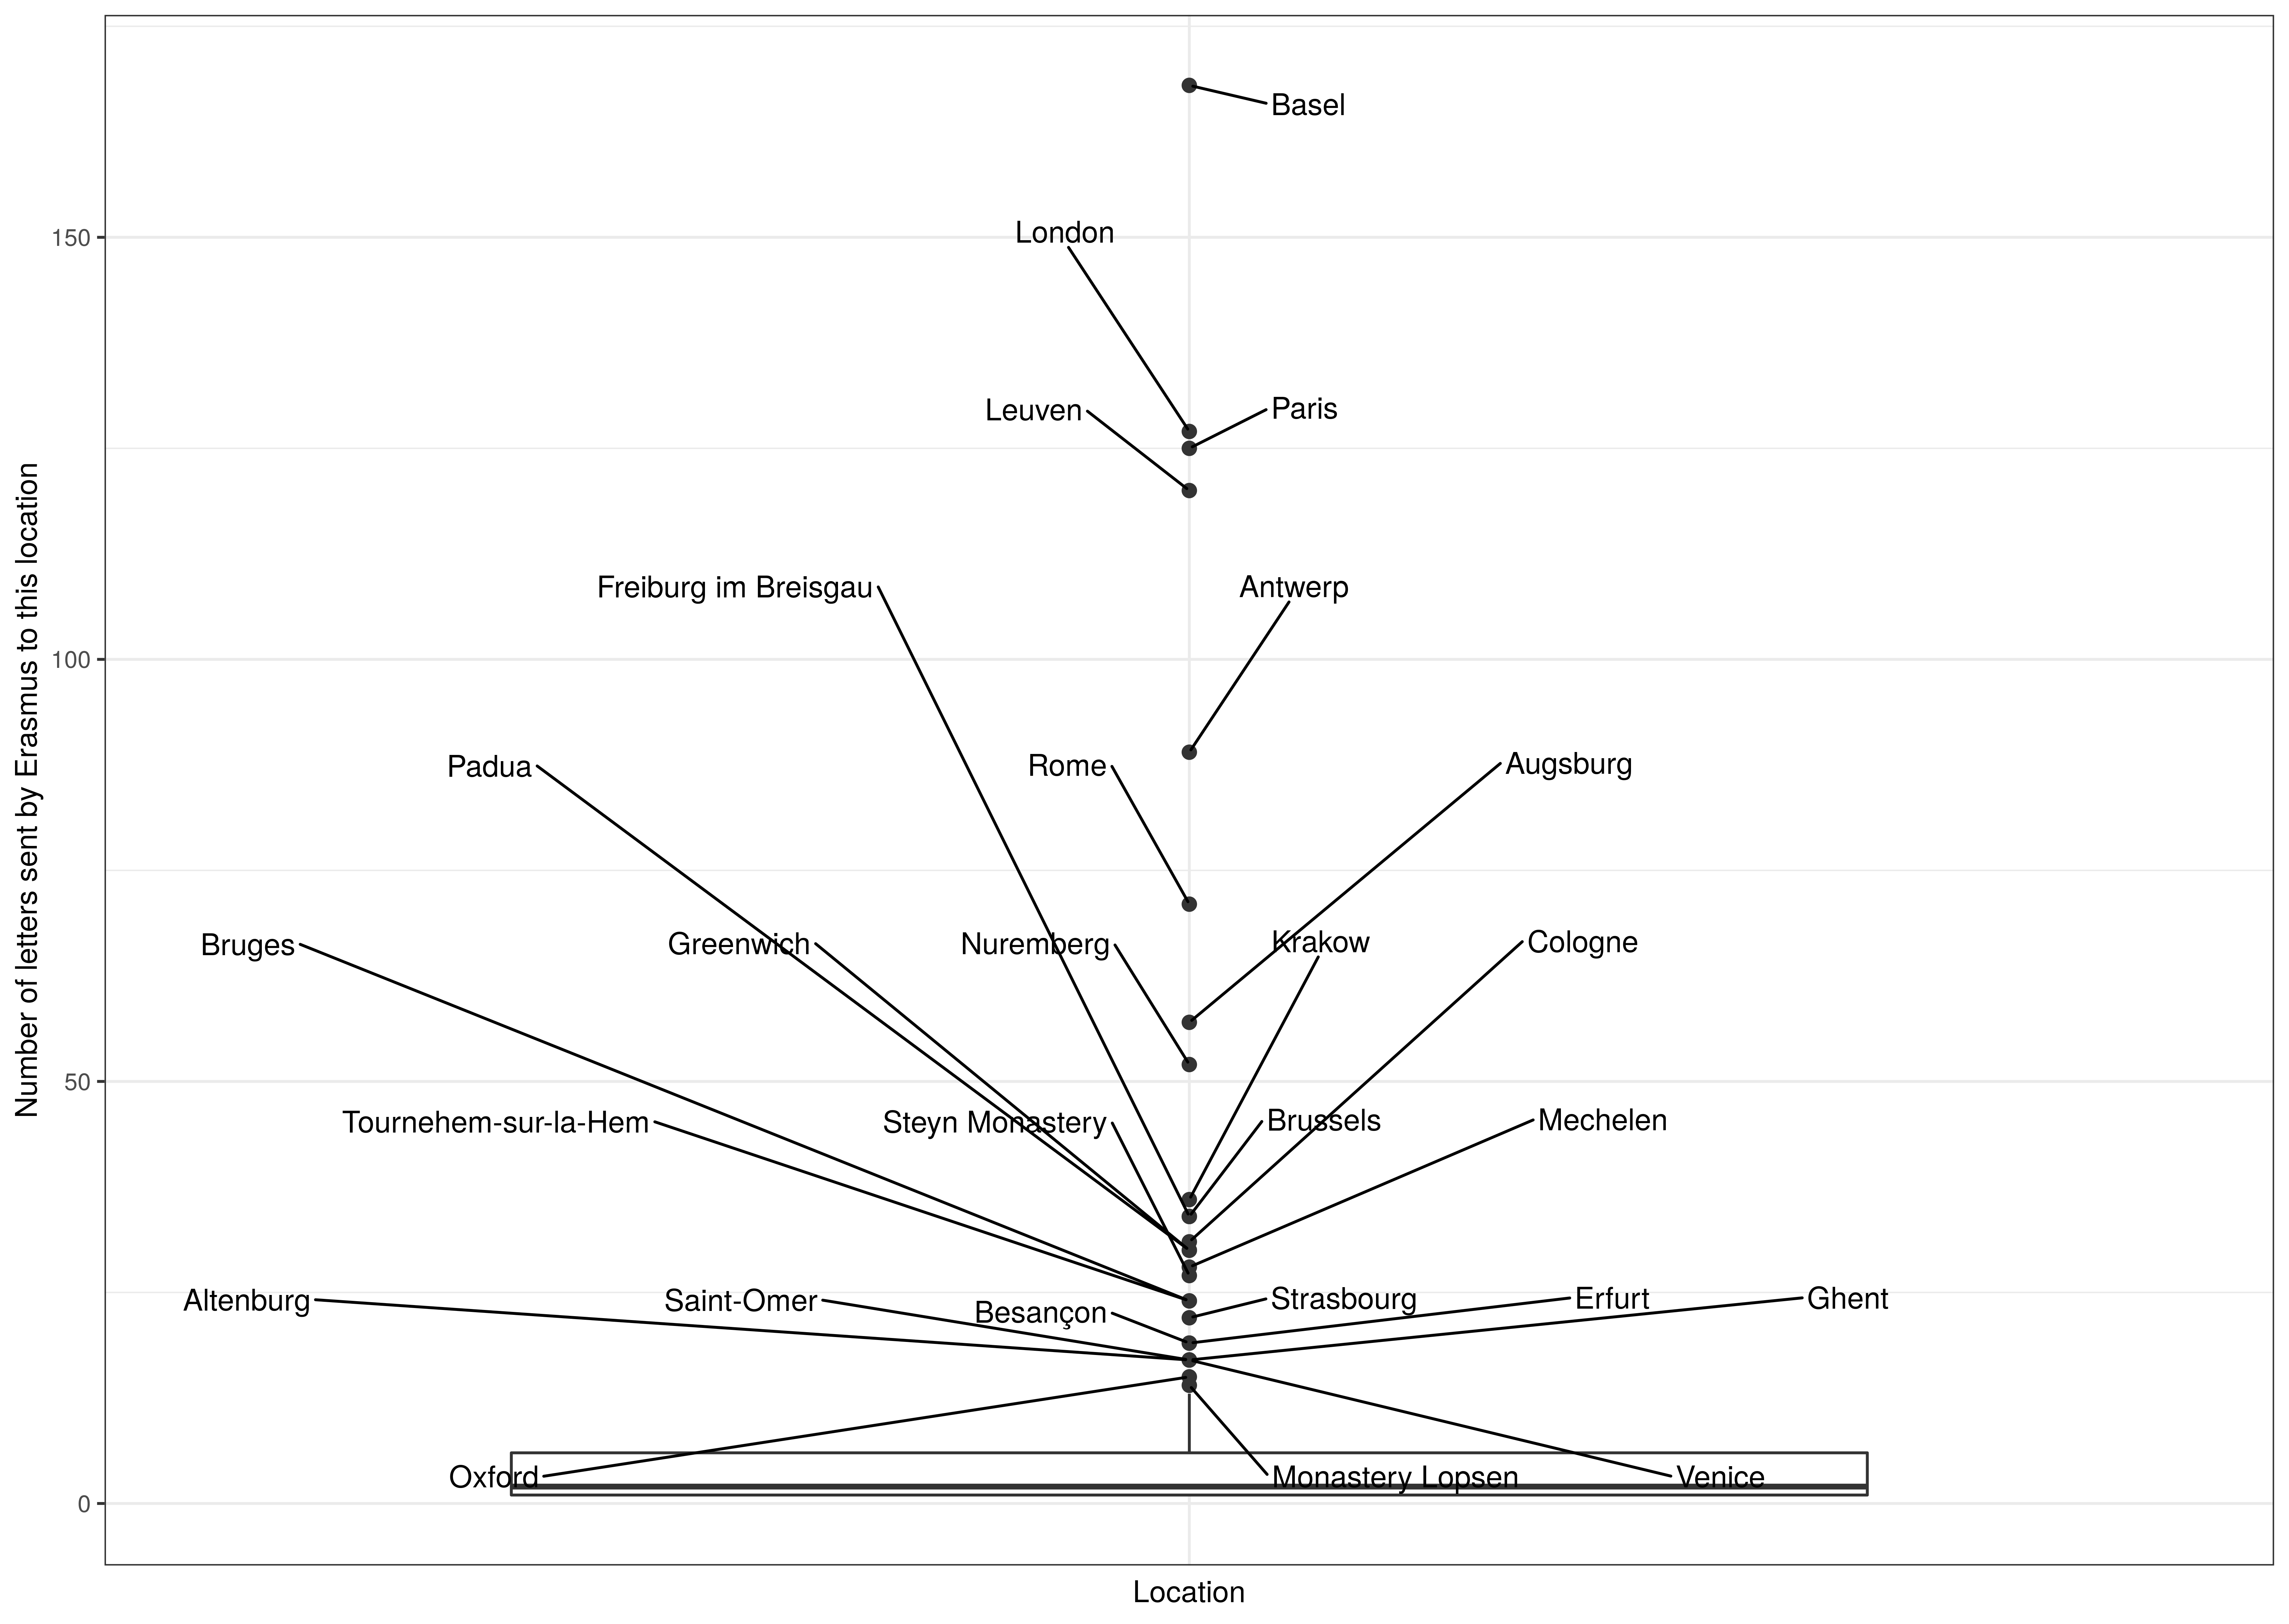 Basel
150
London
Leuven
Paris
Freiburg im Breisgau
Antwerp
100
Padua
Rome
Augsburg
Bruges
Greenwich
Nuremberg
Krakow
Cologne
50
Tournehem-sur-la-Hem
Steyn Monastery
Brussels
Mechelen
Altenburg
Saint-Omer
Besançon
Strasbourg
Erfurt
Ghent
Oxford
Monastery Lopsen
Venice
0
Number of letters sent by Erasmus to this location
Location